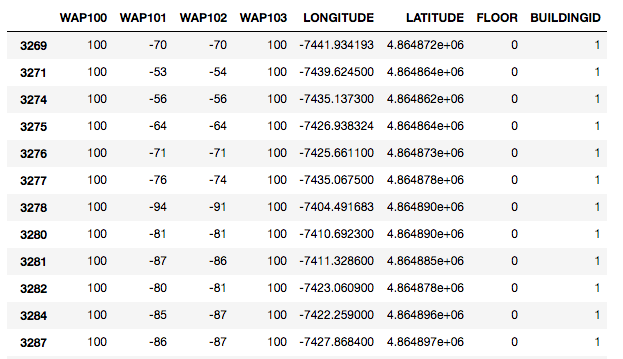 WAP100 WAP101 WAP102 WAP103 LONGITUDE LATITUDE FLOOR BUILDINGID
3269 100 -70 -70 100 -7441.934193 4.864872e+06 0 1
3271 100 -53 -54 100 -7439.624500 4.864864e+06 0 1
3274 100 -56 -56 100 -7435.137300 4.864862e+06 0 1
3275 100 -64 -64 100 -7426.938324 4.864864e+06 0 1
3276 100 -71 -71 100 -7425.661100 4.864873e+06 0 1
3277 100 -76 -74 100 -7435.067500 4.864878e+06 0 1
3278 100 -94 -91 100 -7404.491683 4.864890e+06 0 1
3280 100 -81 -81 100 -7410.692300 4.864890e+06 0 1
3281 100 -87 -86 100 -7411.328600 4.864885e+06 0 1
3282 100 -80 -81 100 -7423.060900 4.864878e+06 0 1
3284 100 -85 -87 100 -7422.259000 4.864896e+06 0 1
3287 100 -86 -87 100 -7427.868400 4.864897e+06 0 1